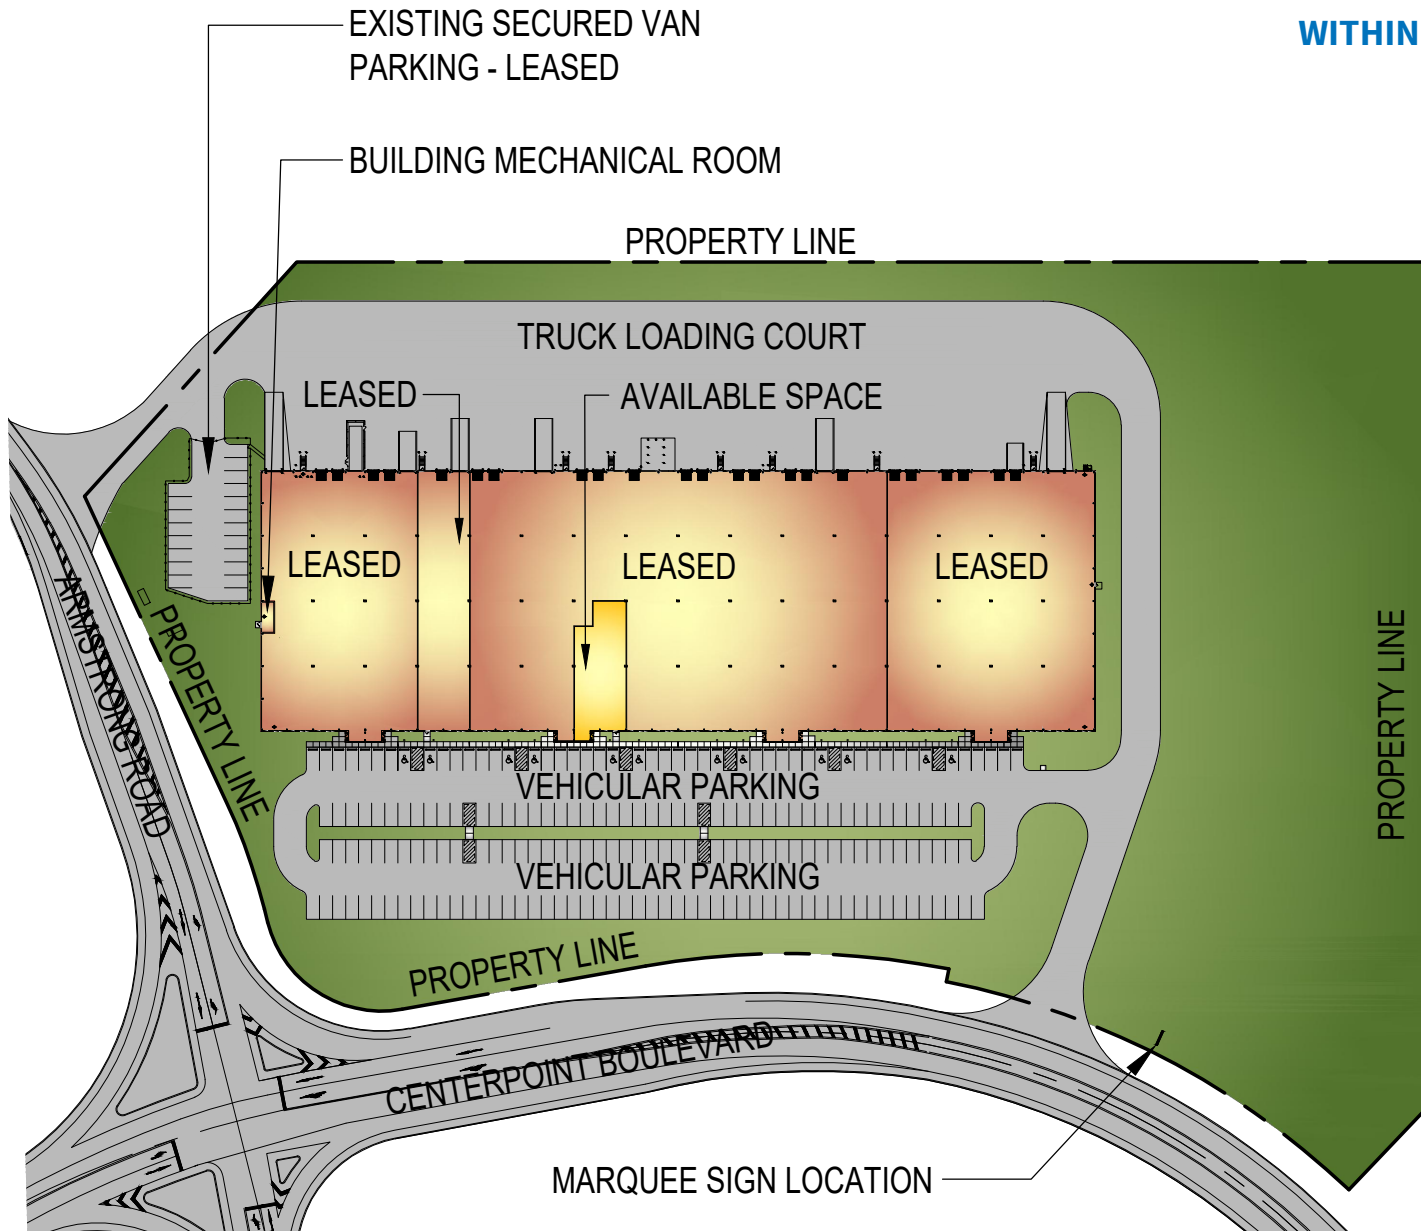 EXISTING SECURED VAN
PARKING - LEASED
WITHIN
BUILDING MECHANICAL ROOM
PROPERTY LINE
TRUCK LOADING COURT
LEASED
AVAILABLE SPACE
LEASED
LEASED
LEASED
ARMSTRONG ROAD
PROPERTY LINE
PROPERTY LINE
VEHICULAR PARKING
VEHICULAR PARKING
PROPERTY LINE
CENTERPOINT BOULEVARD
MARQUEE SIGN LOCATION